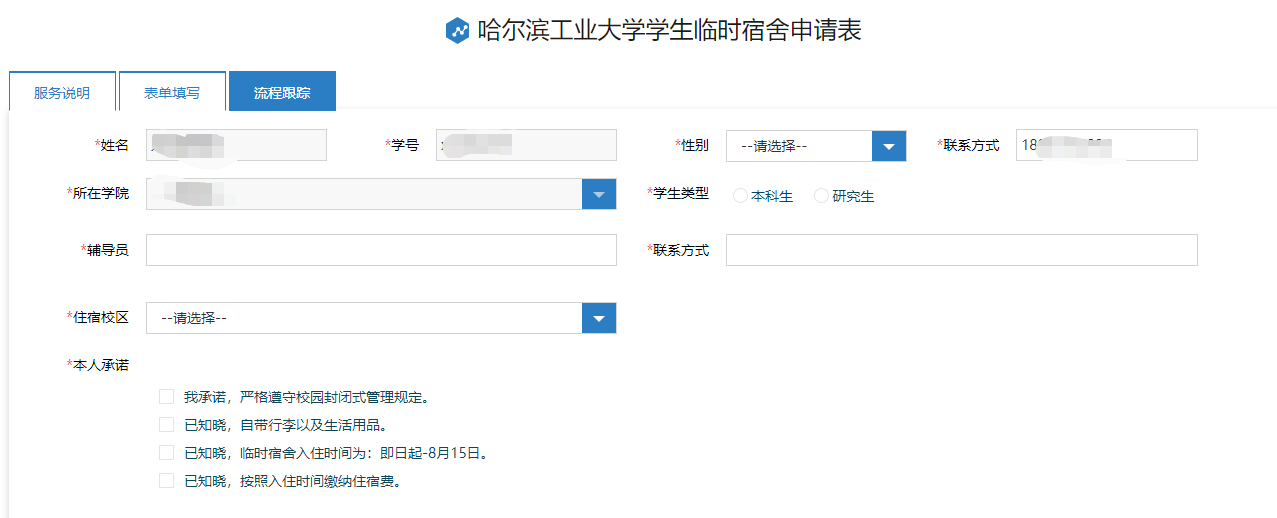 哈尔滨工业大学学生临时宿舍申请表
服务说明 表单填写 流程跟踪
*姓名 *学号 *性别 --请选择-- *联系方式 18
*所在学院 *学生类型 本科生 研究生
*辅导员 *联系方式
*住宿校区 --请选择--
*本人承诺
我承诺，严格遵守校园封闭式管理规定。
已知晓，自带行李以及生活用品。
已知晓，临时宿舍入住时间为：即日起-8月15日。
已知晓，按照入住时间缴纳住宿费。